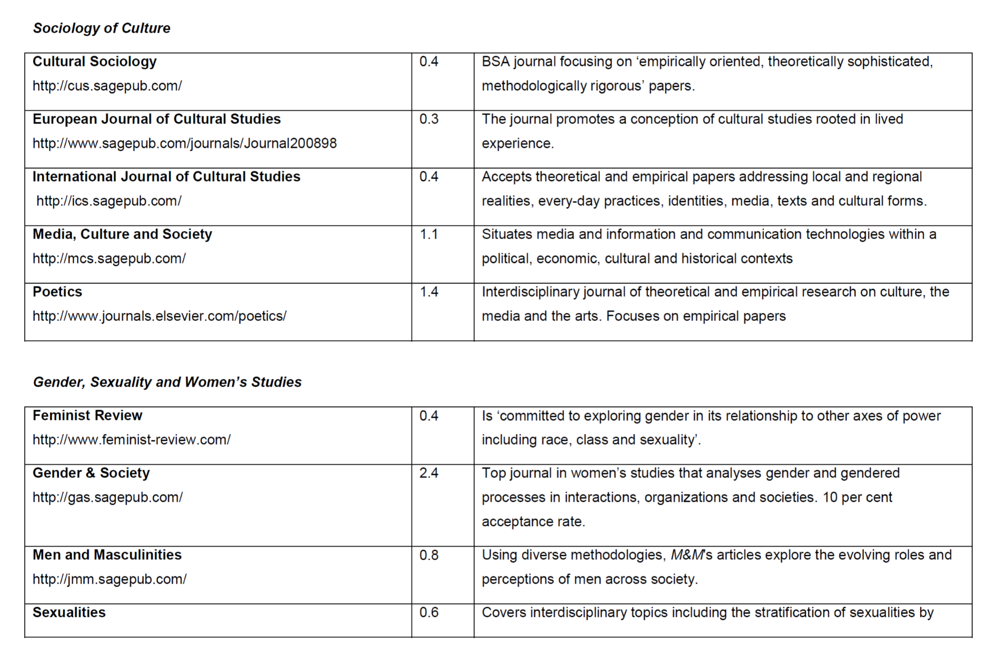 Sociology of Culture
Cultural Sociology
http://cus.sagepub.com/
0.4
BSA journal focusing on ‘empirically oriented, theoretically sophisticated,
methodologically rigorous’ papers.
European Journal of Cultural Studies
http://www.sagepub.com/journals/Journal200898
0.3
The journal promotes a conception of cultural studies rooted in lived
experience.
International Journal of Cultural Studies
http://ics.sagepub.com/
0.4
Accepts theoretical and empirical papers addressing local and regional
realities, every-day practices, identities, media, texts and cultural forms.
Media, Culture and Society
http://mcs.sagepub.com/
1.1
Situates media and information and communication technologies within a
political, economic, cultural and historical contexts
Poetics
http://www.journals.elsevier.com/poetics/
1.4
Interdisciplinary journal of theoretical and empirical research on culture, the
media and the arts. Focuses on empirical papers
Gender, Sexuality and Women’s Studies
Feminist Review
http://www.feminist-review.com/
0.4
Is ‘committed to exploring gender in its relationship to other axes of power
including race, class and sexuality’.
Gender & Society
http://gas.sagepub.com/
2.4
Top journal in women’s studies that analyses gender and gendered
processes in interactions, organizations and societies. 10 per cent
acceptance rate.
Men and Masculinities
http://jmm.sagepub.com/
0.8
Using diverse methodologies, M&M's articles explore the evolving roles and
perceptions of men across society.
Sexualities
0.6
Covers interdisciplinary topics including the stratification of sexualities by